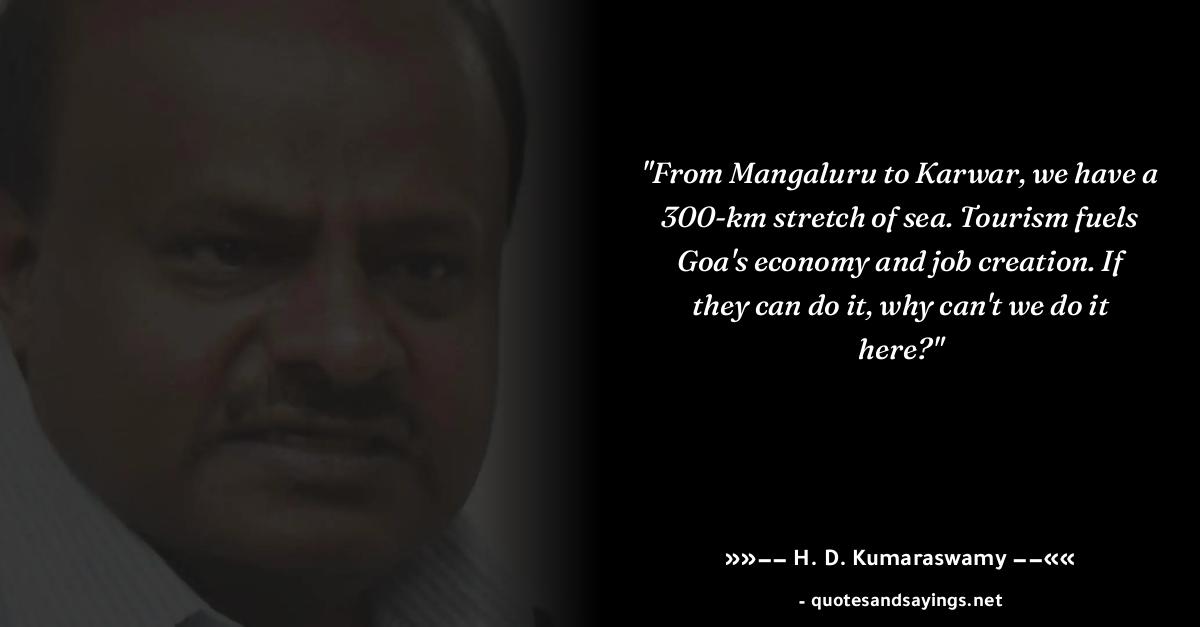 "From Mangaluru to Karwar, we have a
300-km stretch of sea. Tourism fuels
Goa's economy and job creation. If
they can do it, why can't we do it
here?"
»»–– H. D. Kumaraswamy ––««
- quotesandsayings.net